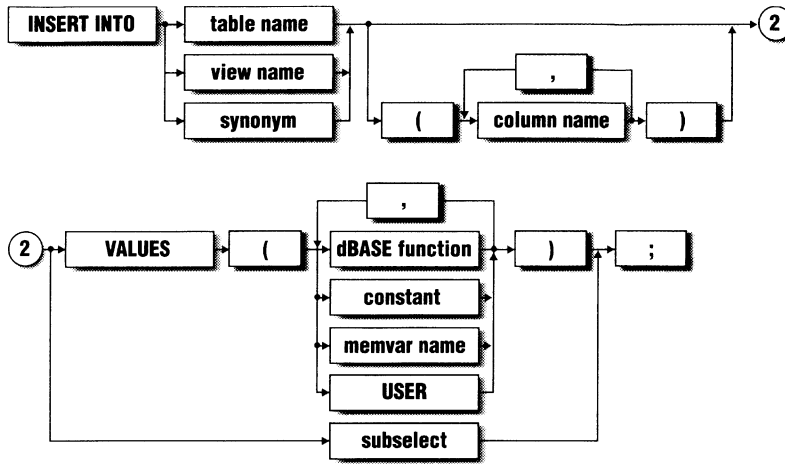 INSERT INTO table name 2
view name ,
synonym ( column name )
,
2 VALUES ( dBASE function ) ;
constant
memvar name
USER
subselect